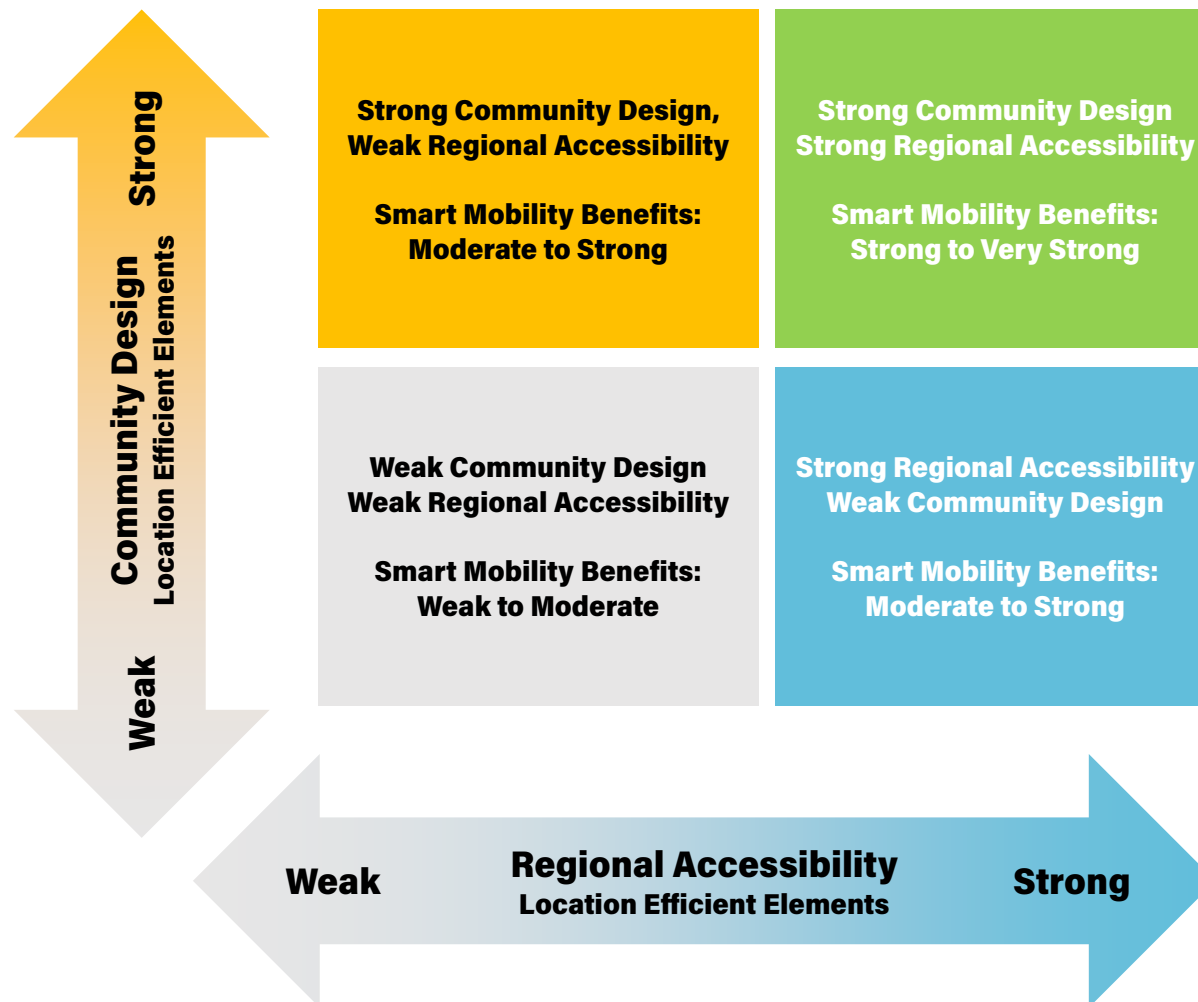 Strong
Community Design
Location Efficient Elements
Weak
Strong Community Design,
Weak Regional Accessibility
Smart Mobility Benefits:
Moderate to Strong
Strong Community Design
Strong Regional Accessibility
Smart Mobility Benefits:
Strong to Very Strong
Weak Community Design
Weak Regional Accessibility
Smart Mobility Benefits:
Weak to Moderate
Strong Regional Accessibility
Weak Community Design
Smart Mobility Benefits:
Moderate to Strong
Weak
Regional Accessibility
Location Efficient Elements
Strong